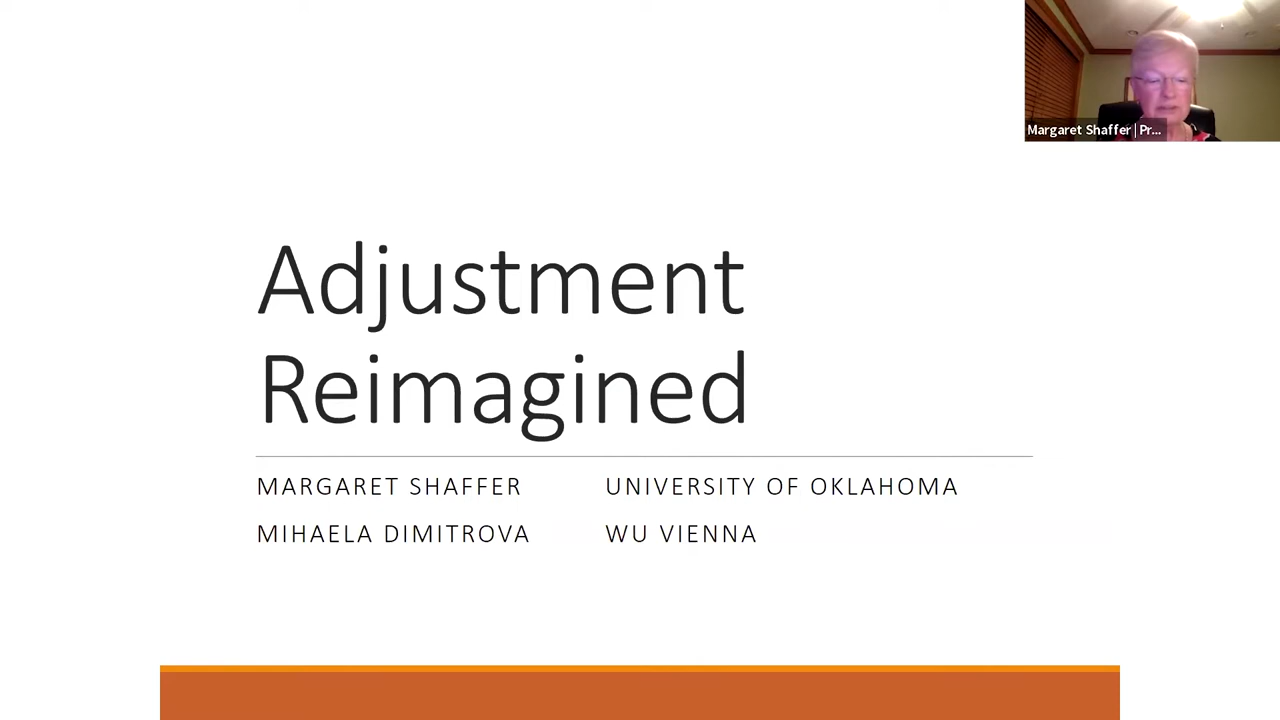 Margaret Shaffer | Pr...
Adjustment
Reimagined
MARGARET SHAFFER UNIVERSITY OF OKLAHOMA
MIHAELA DIMITROVA WU VIENNA